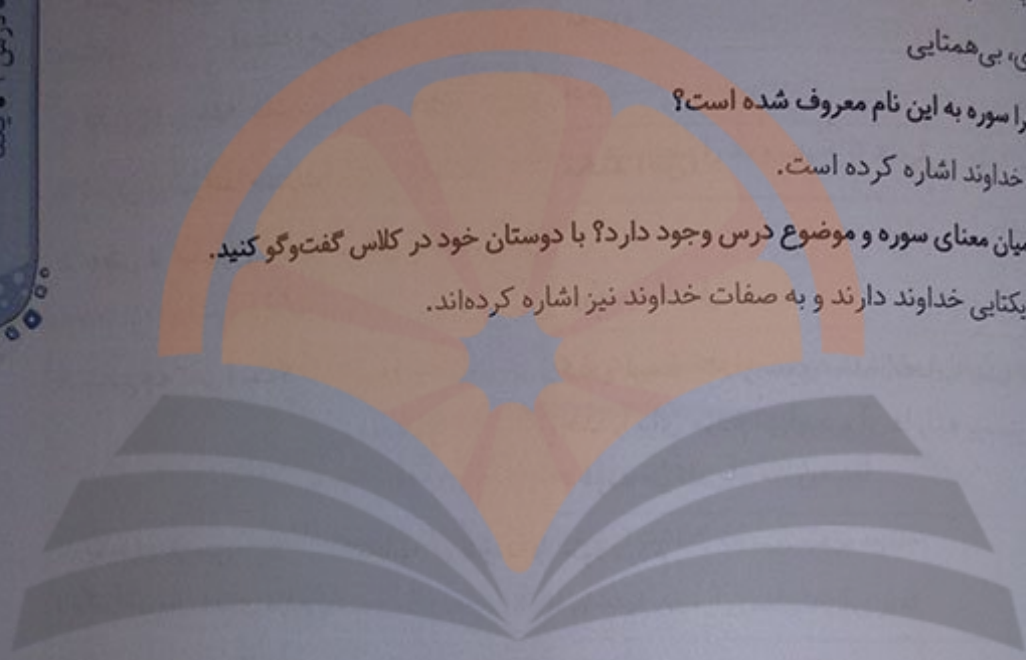 بی‌همتایی
سوره به این نام معروف شده است؟
خداوند اشاره کرده است.
میان معنای سوره و موضوع درس وجود دارد؟ با دوستان خود در کلاس گفت‌وگو کنید.
یکتایی خداوند دارند و به صفات خداوند نیز اشاره کرده‌اند.
درس